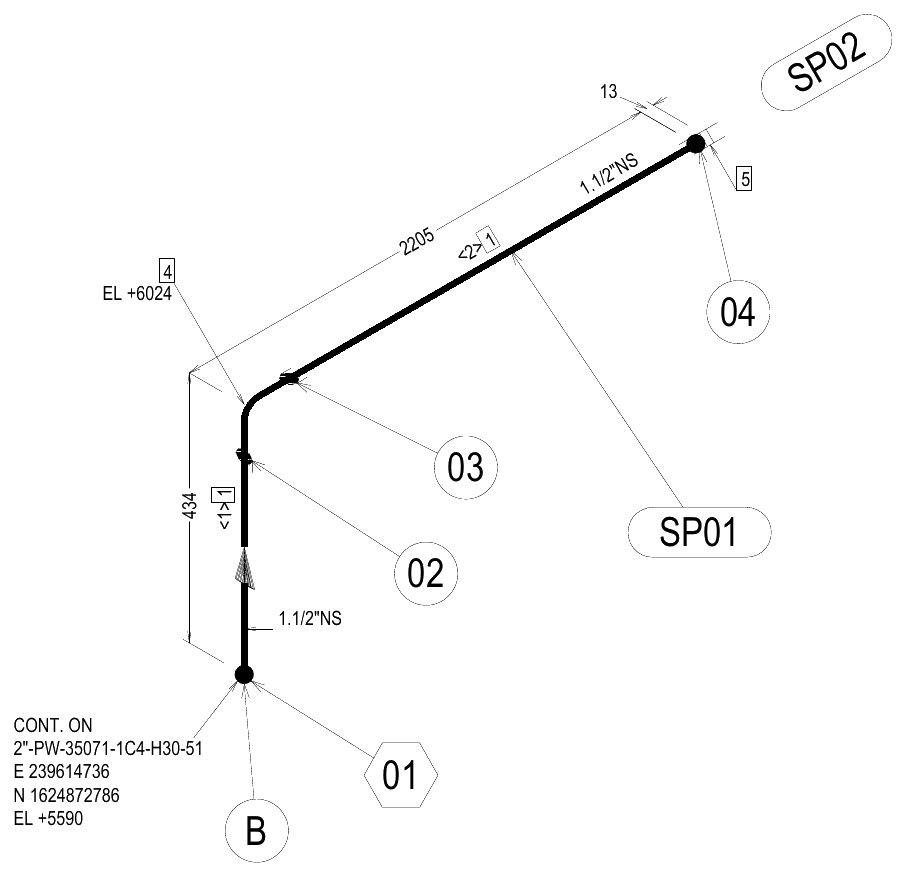 SP02
13
5
1.1/2"NS
2205
<2> 1
4
EL +6024
04
03
434
<1> 1
SP01
02
1.1/2"NS
CONT. ON
2"-PW-35071-1C4-H30-51
E 239614736
N 1624872786
EL +5590
01
B